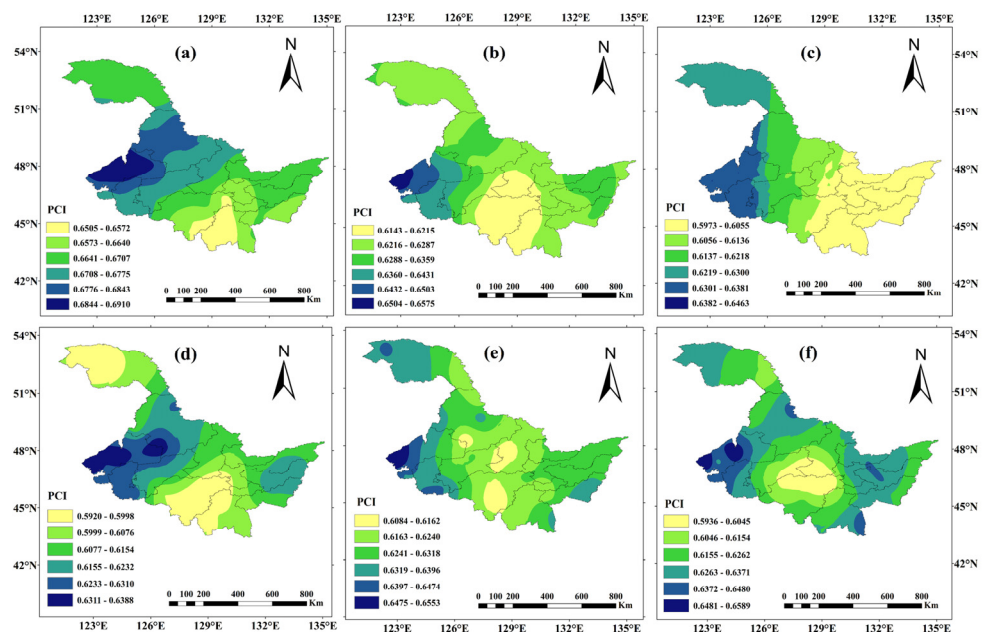 123°E 126°E 129°E 132°E 135°E 123°E 126°E 129°E 132°E 135°E 123°E 126°E 129°E 132°E 135°E
54°N (a) N (b) N (c) N 54°N
51°N 51°N
48°N 48°N
45°N 45°N
42°N 42°N
PCI
0.6505 - 0.6572
0.6573 - 0.6640
0.6641 - 0.6707
0.6708 - 0.6775
0.6776 - 0.6843
0.6844 - 0.6910
0 100 200 400 600 800
Km
PCI
0.6143 - 0.6215
0.6216 - 0.6287
0.6288 - 0.6359
0.6360 - 0.6431
0.6432 - 0.6503
0.6504 - 0.6575
0 100 200 400 600 800
Km
PCI
0.5973 - 0.6055
0.6056 - 0.6136
0.6137 - 0.6218
0.6219 - 0.6300
0.6301 - 0.6381
0.6382 - 0.6463
0 100 200 400 600 800
Km
54°N (d) N (e) N (f) N 54°N
51°N 51°N
48°N 48°N
45°N 45°N
42°N 42°N
PCI
0.5920 - 0.5998
0.5999 - 0.6076
0.6077 - 0.6154
0.6155 - 0.6232
0.6233 - 0.6310
0.6311 - 0.6388
0 100 200 400 600 800
Km
PCI
0.6084 - 0.6162
0.6163 - 0.6240
0.6241 - 0.6318
0.6319 - 0.6396
0.6397 - 0.6474
0.6475 - 0.6553
0 100 200 400 600 800
Km
PCI
0.5936 - 0.6045
0.6046 - 0.6154
0.6155 - 0.6262
0.6263 - 0.6371
0.6372 - 0.6480
0.6481 - 0.6589
0 100 200 400 600 800
Km
123°E 126°E 129°E 132°E 135°E 123°E 126°E 129°E 132°E 135°E 123°E 126°E 129°E 132°E 135°E